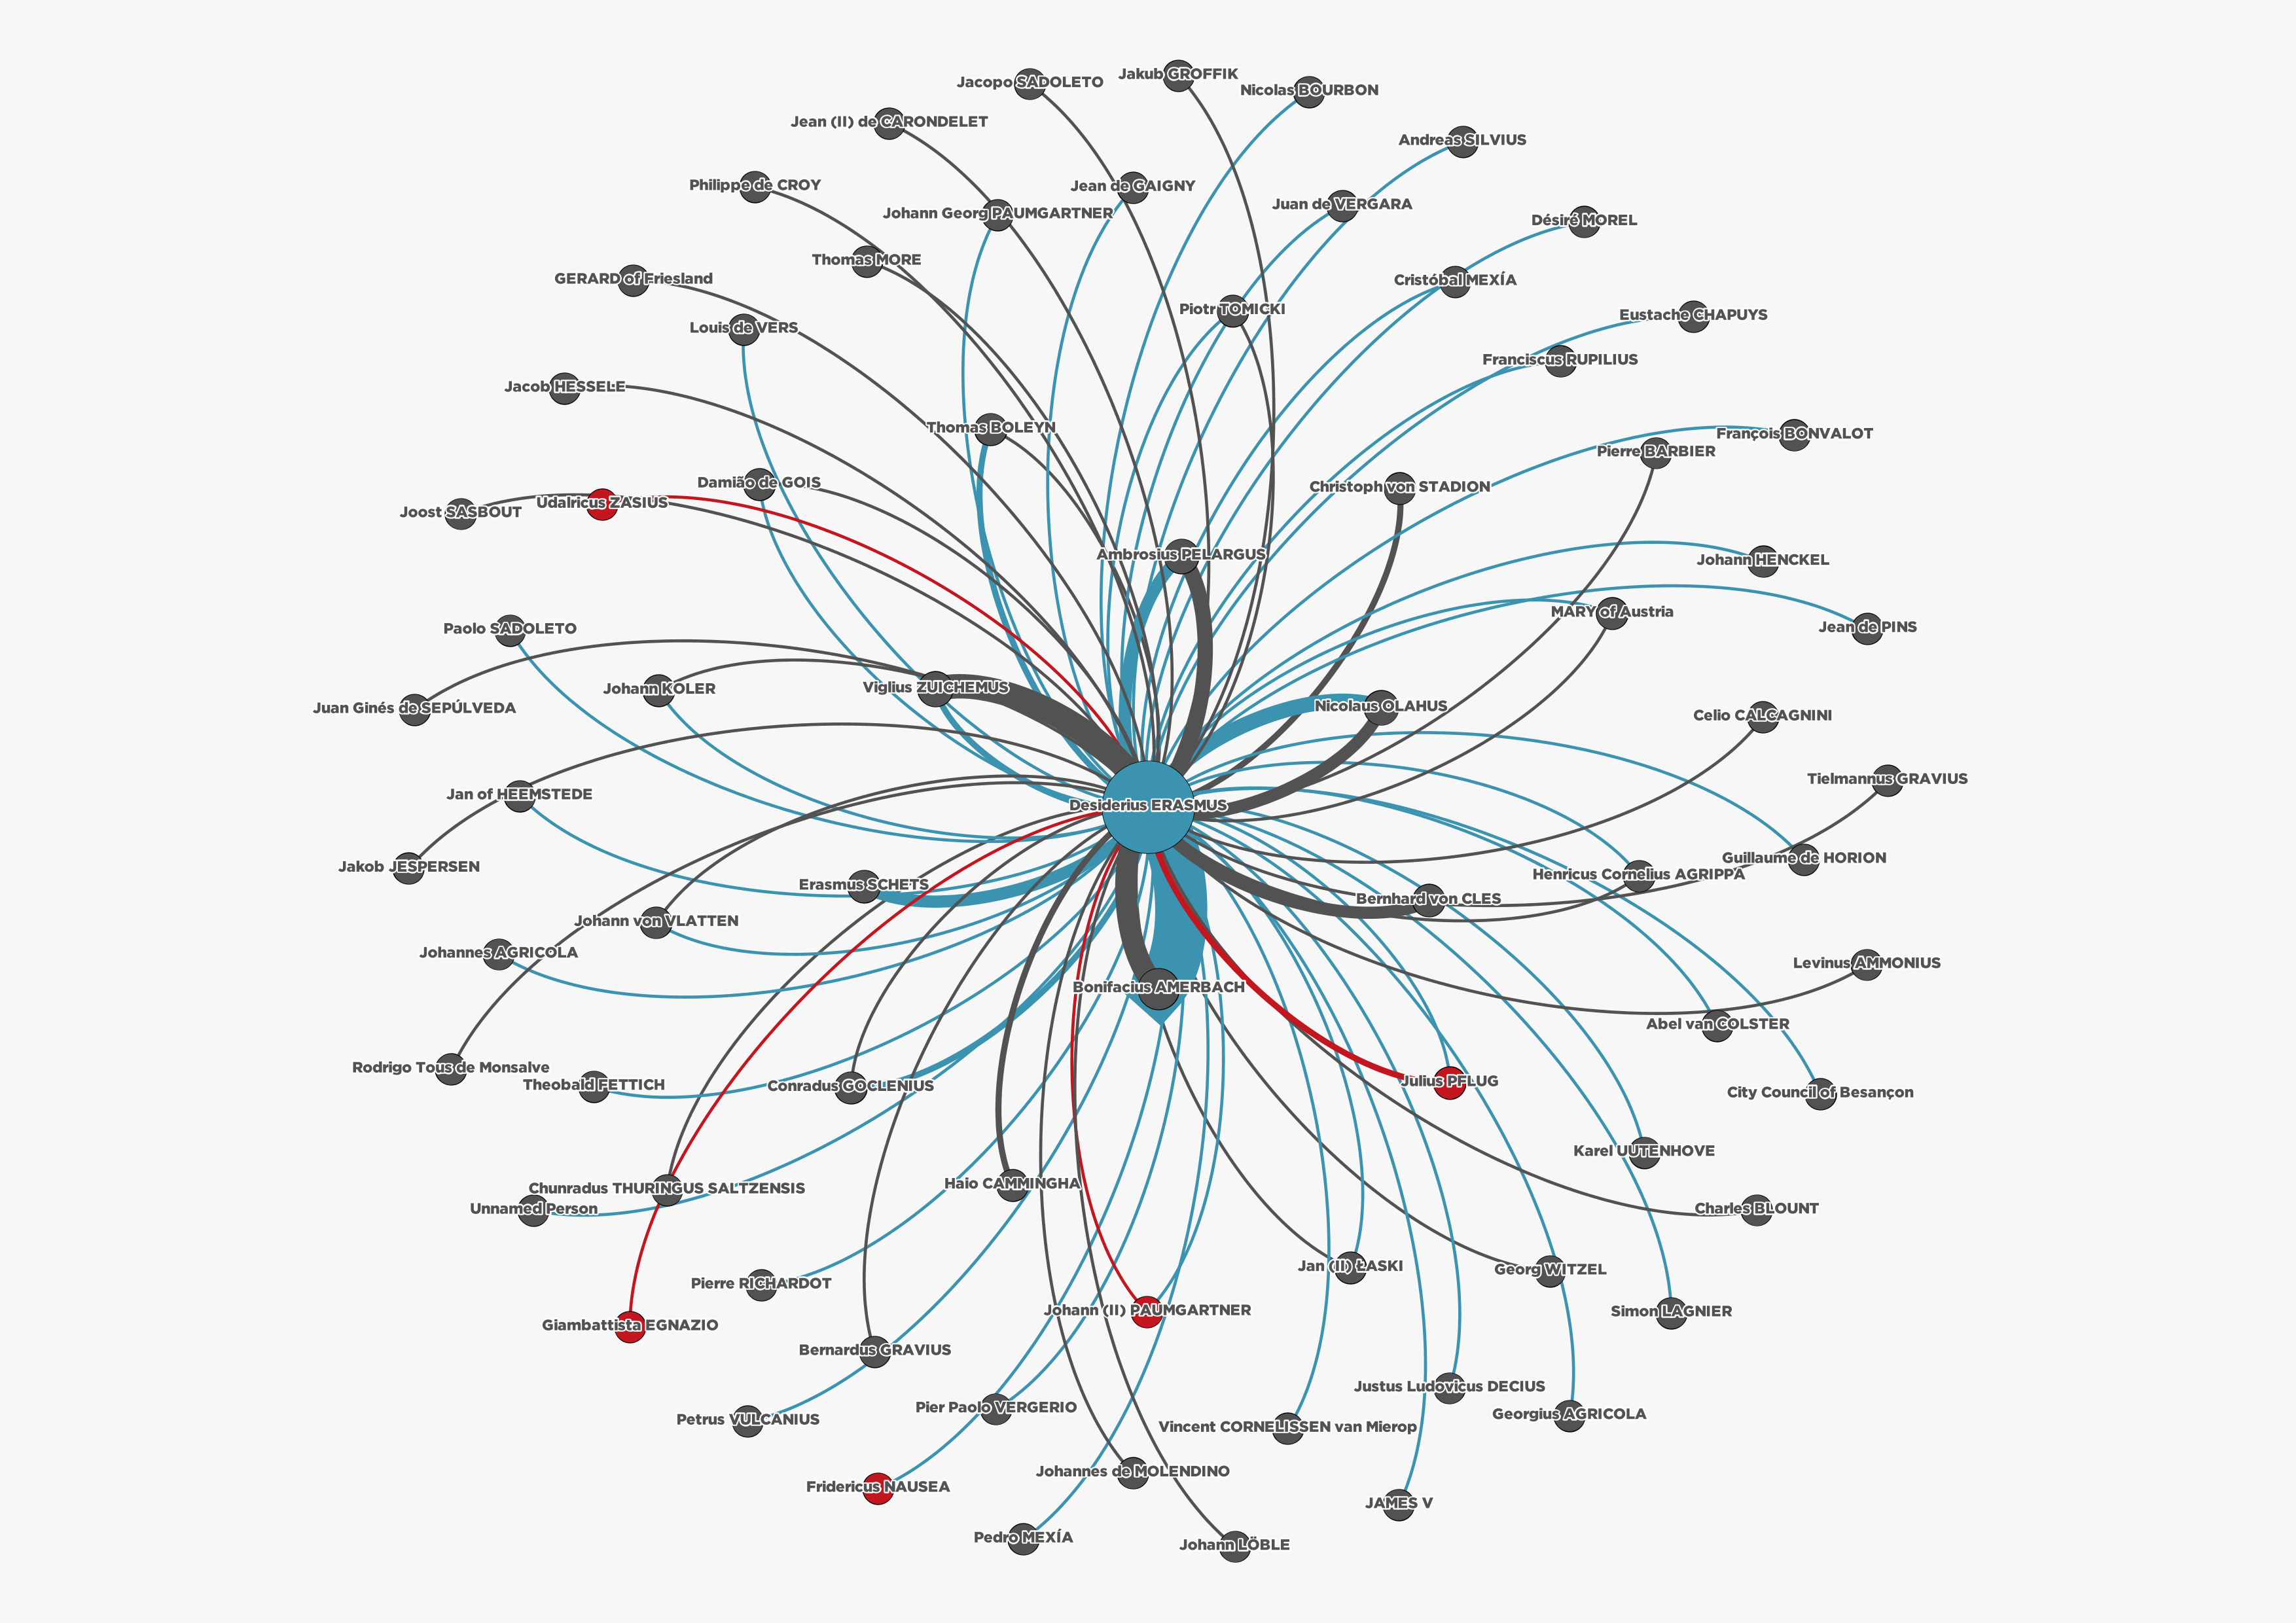 Jakub GROFFIK
Jacopo SADOLETO
Nicolas BOURBON
Jean (II) de CARONDELET
Andreas SILVIUS
Philippe de CROY
Jean de GAIGNY
Juan de VERGARA
Johann Georg PAUMGARTNER
Désiré MOREL
Thomas MORE
GERARD of Friesland
Cristóbal MEXÍA
Piotr TOMICKI
Eustache CHAPUYS
Louis de VERS
Franciscus RUPILIUS
Jacob HESSELE
Thomas BOLEYN
François BONVALOT
Pierre BARBIER
Damião de GOIS
Christoph von STADION
Udalricus ZASIUS
Joost SASBOUT
Ambrosius PELARGUS
Johann HENCKEL
MARY of Austria
Jean de PINS
Paolo SADOLETO
Viglius ZUICHEMUS
Johann KOLER
Nicolaus OLAHUS
Juan Ginés de SEPÚLVEDA
Celio CALCAGNINI
Tielmannus GRAVIUS
Jan of HEEMSTEDE
Desiderius ERASMUS
Guillaume de HORION
Jakob JESPERSEN
Henricus Cornelius AGRIPPA
Erasmus SCHETS
Bernhard von CLES
Johann von VLATTEN
Johannes AGRICOLA
Levinus AMMONIUS
Bonifacius AMERBACH
Abel van COLSTER
Rodrigo Tous de Monsalve
Julius PFLUG
Theobald FETTICH
Conradus GOCLENIUS
City Council of Besançon
Karel UUTENHOVE
Haio CAMMINGHA
Chunradus THURINGUS SALTZENSIS
Unnamed Person
Charles BLOUNT
Jan (II) ŁASKI
Georg WITZEL
Pierre RICHARDOT
Johann (II) PAUMGARTNER
Simon LAGNIER
Giambattista EGNAZIO
Bernardus GRAVIUS
Justus Ludovicus DECIUS
Pier Paolo VERGERIO
Georgius AGRICOLA
Petrus VULCANIUS
Vincent CORNELISSEN van Mierop
Johannes de MOLENDINO
Fridericus NAUSEA
JAMES V
Pedro MEXÍA
Johann LÖBLE